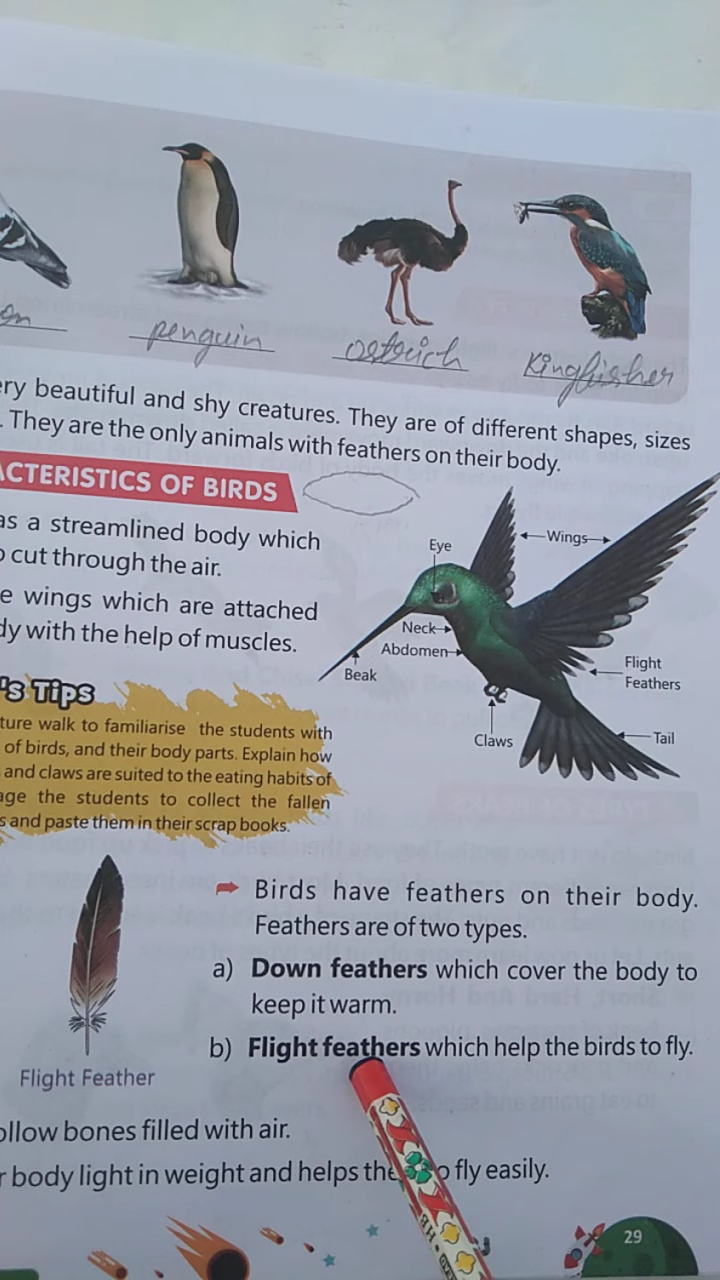 on penguin ostrich Kingfisher
ery beautiful and shy creatures. They are of different shapes, sizes
. They are the only animals with feathers on their body.
ACTERISTICS OF BIRDS
as a streamlined body which
o cut through the air.
e wings which are attached
dy with the help of muscles.
Eye
Wings
Neck
Abdomen
Beak
Flight
Feathers
Claws
Tail
's Tips
ture walk to familiarise the students with
of birds, and their body parts. Explain how
and claws are suited to the eating habits of
age the students to collect the fallen
s and paste them in their scrap books.
Birds have feathers on their body.
Feathers are of two types.
a) Down feathers which cover the body to
keep it warm.
b) Flight feathers which help the birds to fly.
Flight Feather
ollow bones filled with air.
r body light in weight and helps the o fly easily.
HB
29